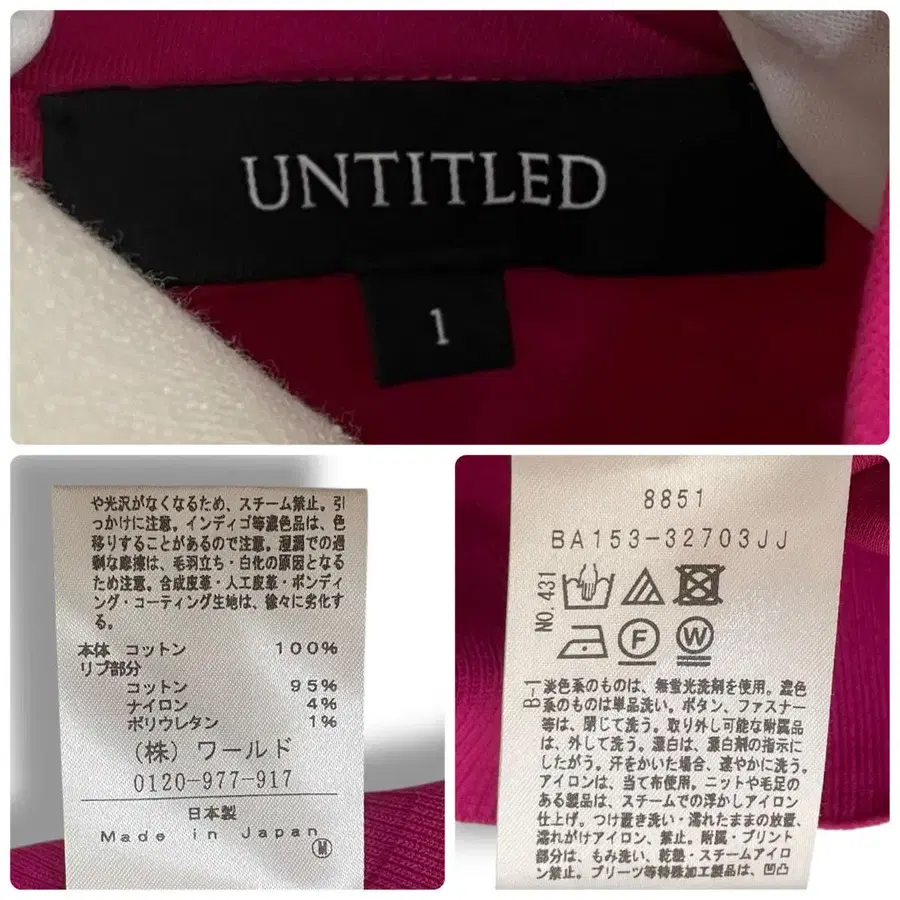 UNTITLED
1
や光沢がなくなるため、スチーム禁止。引
っかけに注意。インディゴ等濃色品は、色
移りすることがあるので注意。湿潤での過
剰な摩擦は、毛羽立ち・白化の原因となる
ため注意。合成皮革・人工皮革・ボンディ
ング・コーティング生地は、徐々に劣化す
る。
本体 コットン 100%
リブ部分
コットン 95%
ナイロン 4%
ポリウレタン 1%
(株) ワールド
0120-977-917
日本製
Made in Japan
M
8851
BA153-32703JJ
NO.431
F
W
B-1
淡色系のものは、無蛍光洗剤を使用。濃色
系のものは単品洗い。ボタン、ファスナー
等は、閉じて洗う。取り外し可能な附属品
は、外して洗う。漂白は、漂白剤の指示に
したがう。汗をかいた場合、速やかに洗う。
アイロンは、当て布使用。ニットや毛足の
ある製品は、スチームでの浮かしアイロン
仕上げ。つけ置き洗い・濡れたままの放置、
濡れがけアイロン、禁止。附属・プリント
部分は、もみ洗い、乾熱・スチームアイロ
ン禁止。プリーツ等特殊加工製品は、凹凸